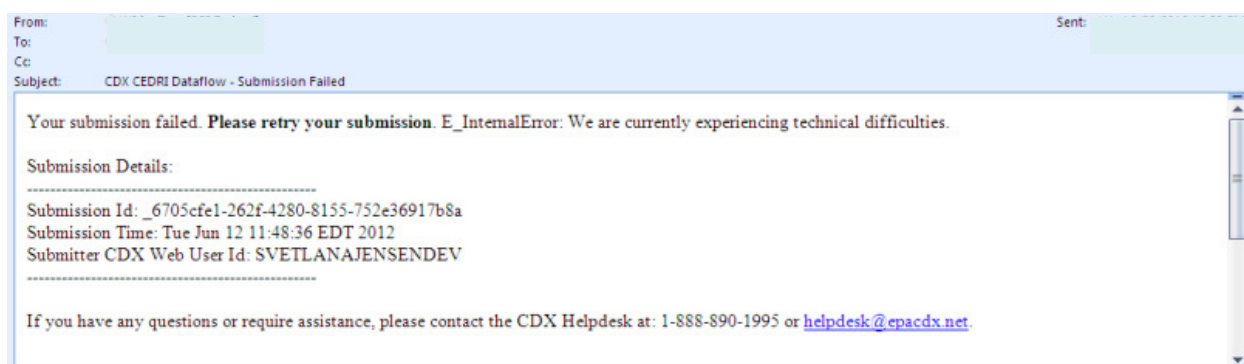 From:
Sent:
To:
Cc:
Subject: CDX CEDRI Dataflow - Submission Failed
Your submission failed. Please retry your submission. E_InternalError: We are currently experiencing technical difficulties.
Submission Details:
----------------------------------------------------
Submission Id: _6705cfe1-262f-4280-8155-752e36917b8a
Submission Time: Tue Jun 12 11:48:36 EDT 2012
Submitter CDX Web User Id: SVETLANAJENSENDEV
----------------------------------------------------
If you have any questions or require assistance, please contact the CDX Helpdesk at: 1-888-890-1995 or helpdesk@epacdx.net.